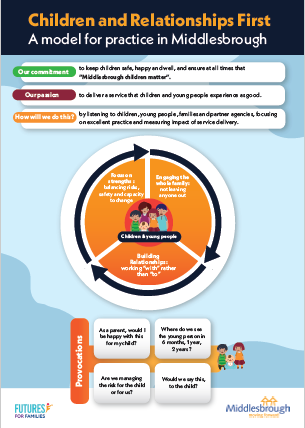 Children and Relationships First
A model for practice in Middlesbrough
Our commitment
to keep children safe, happy and well, and ensure at all times that
"Middlesbrough children matter".
Our passion
to deliver a service that children and young people experience as good.
How will we do this?
by listening to children, young people, families and partner agencies, focusing
on excellent practice and measuring impact of service delivery.
Focus on
strengths:
balancing risks,
safety and capacity
to change
Engaging the
whole family:
not leaving
anyone out
Children & young people
Building
Relationships:
working "with" rather
than "to"
Provocations
As a parent, would I
be happy with this
for my child?
Where do we see
the young person in
6 months, 1 year,
2 years?
Are we managing
the risk for the child
or for us?
Would we say this,
to the child?
FUTURES
FOR FAMILIES
Middlesbrough
moving forward